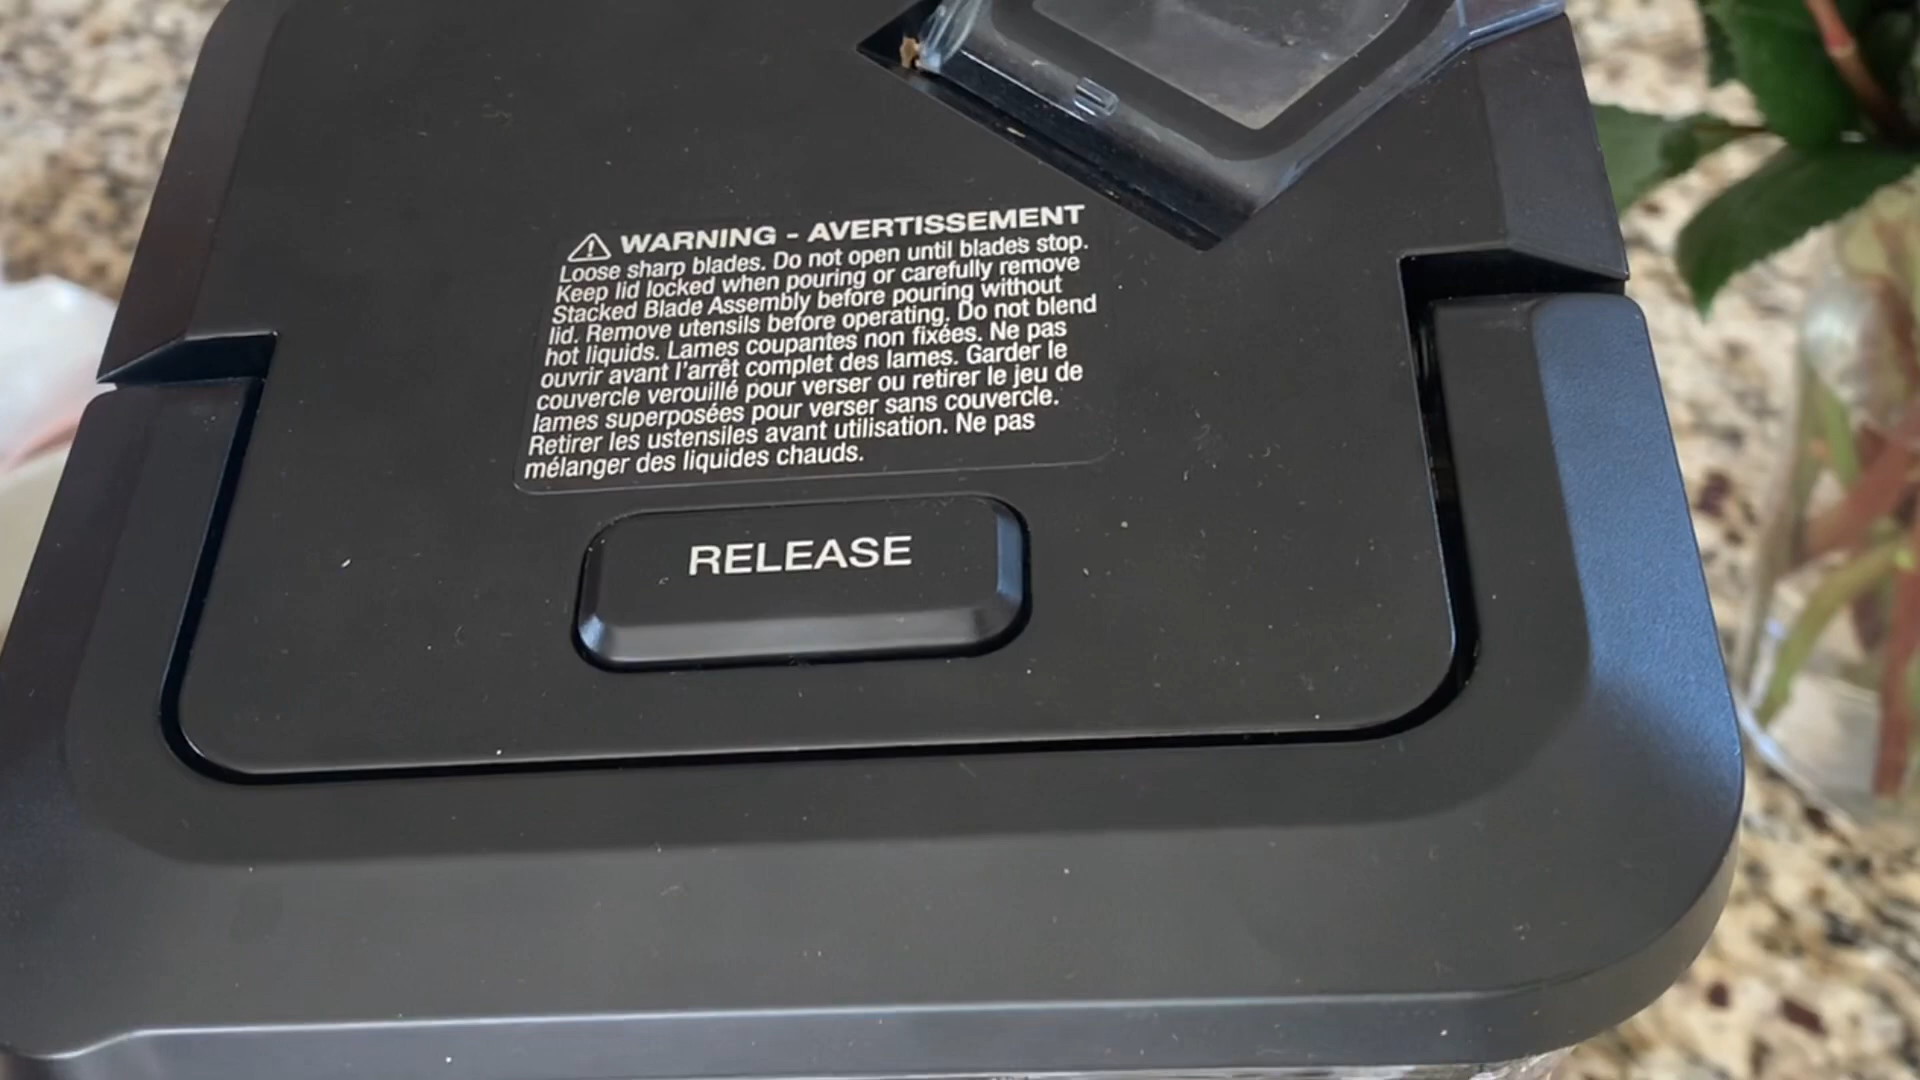 WARNING - AVERTISSEMENT
Loose sharp blades. Do not open until blades stop.
Keep lid locked when pouring or carefully remove
Stacked Blade Assembly before pouring without
lid. Remove utensils before operating. Do not blend
hot liquids. Lames coupantes non fixées. Ne pas
ouvrir avant l'arrêt complet des lames. Garder le
couvercle verouillé pour verser ou retirer le jeu de
lames superposées pour verser sans couvercle.
Retirer les ustensiles avant utilisation. Ne pas
mélanger des liquides chauds.
RELEASE